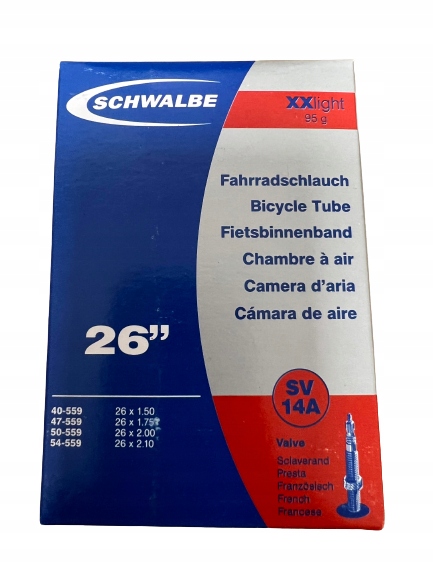 SCHWALBE
XXlight
95 g
Fahrradschlauch
Bicycle Tube
Fietsbinnenband
Chambre à air
Camera d'aria
Cámara de aire
26”
40-559 26 x 1.50
47-559 26 x 1.75
50-559 26 x 2.00
54-559 26 x 2.10
SV
14A
Valve
Sclaverand
Presta
Französisch
French
Francese